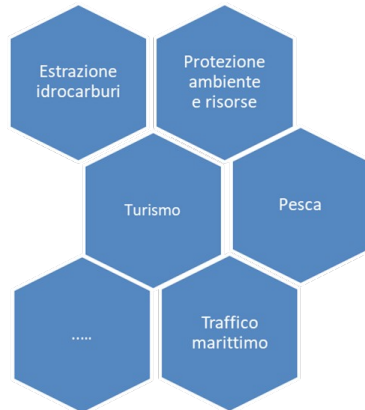 Estrazione
idrocarburi
Protezione
ambiente
e risorse
Turismo
Pesca
.....
Traffico
marittimo